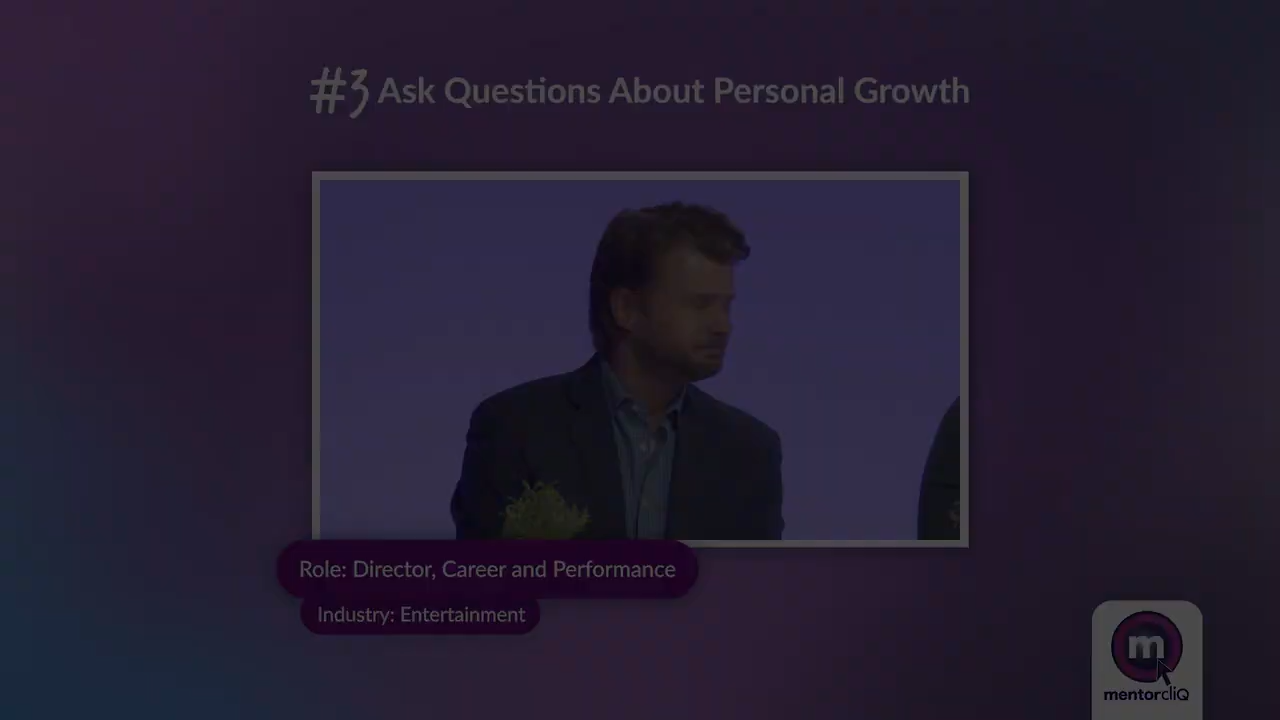 #3 Ask Questions About Personal Growth
Role: Director, Career and Performance
Industry: Entertainment
m
mentorcliQ